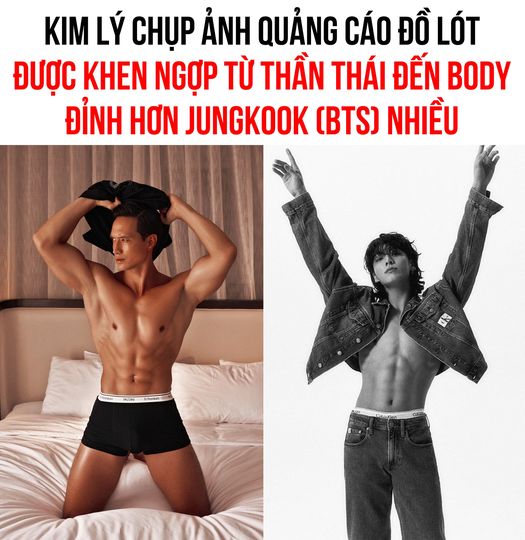 KIM LÝ CHỤP ẢNH QUẢNG CÁO ĐỒ LÓT
ĐƯỢC KHEN NGỢP TỪ THẦN THÁI ĐẾN BODY
ĐỈNH HƠN JUNGKOOK (BTS) NHIỀU